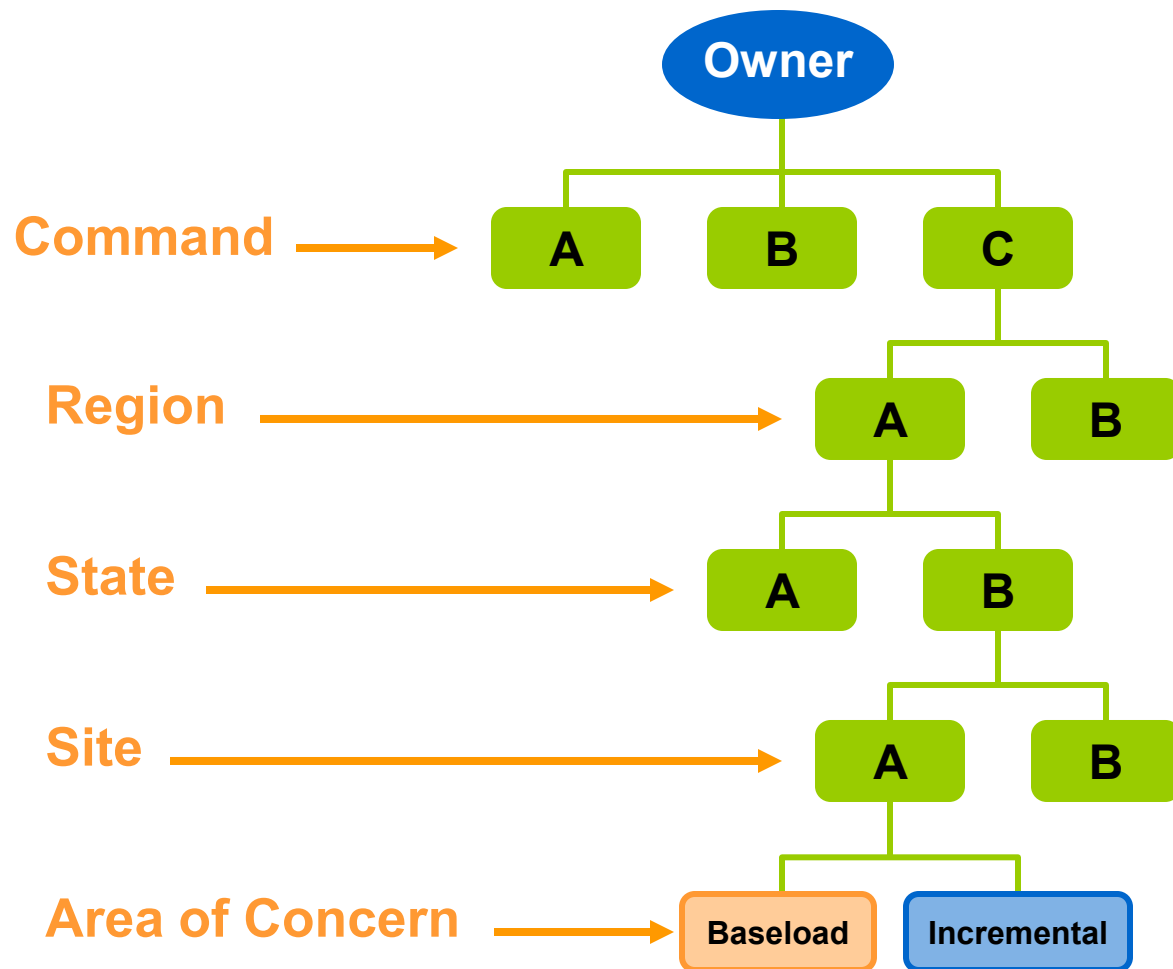 Owner
Command
A
B
C
Region
A
B
State
A
B
Site
A
B
Area of Concern
Baseload
Incremental